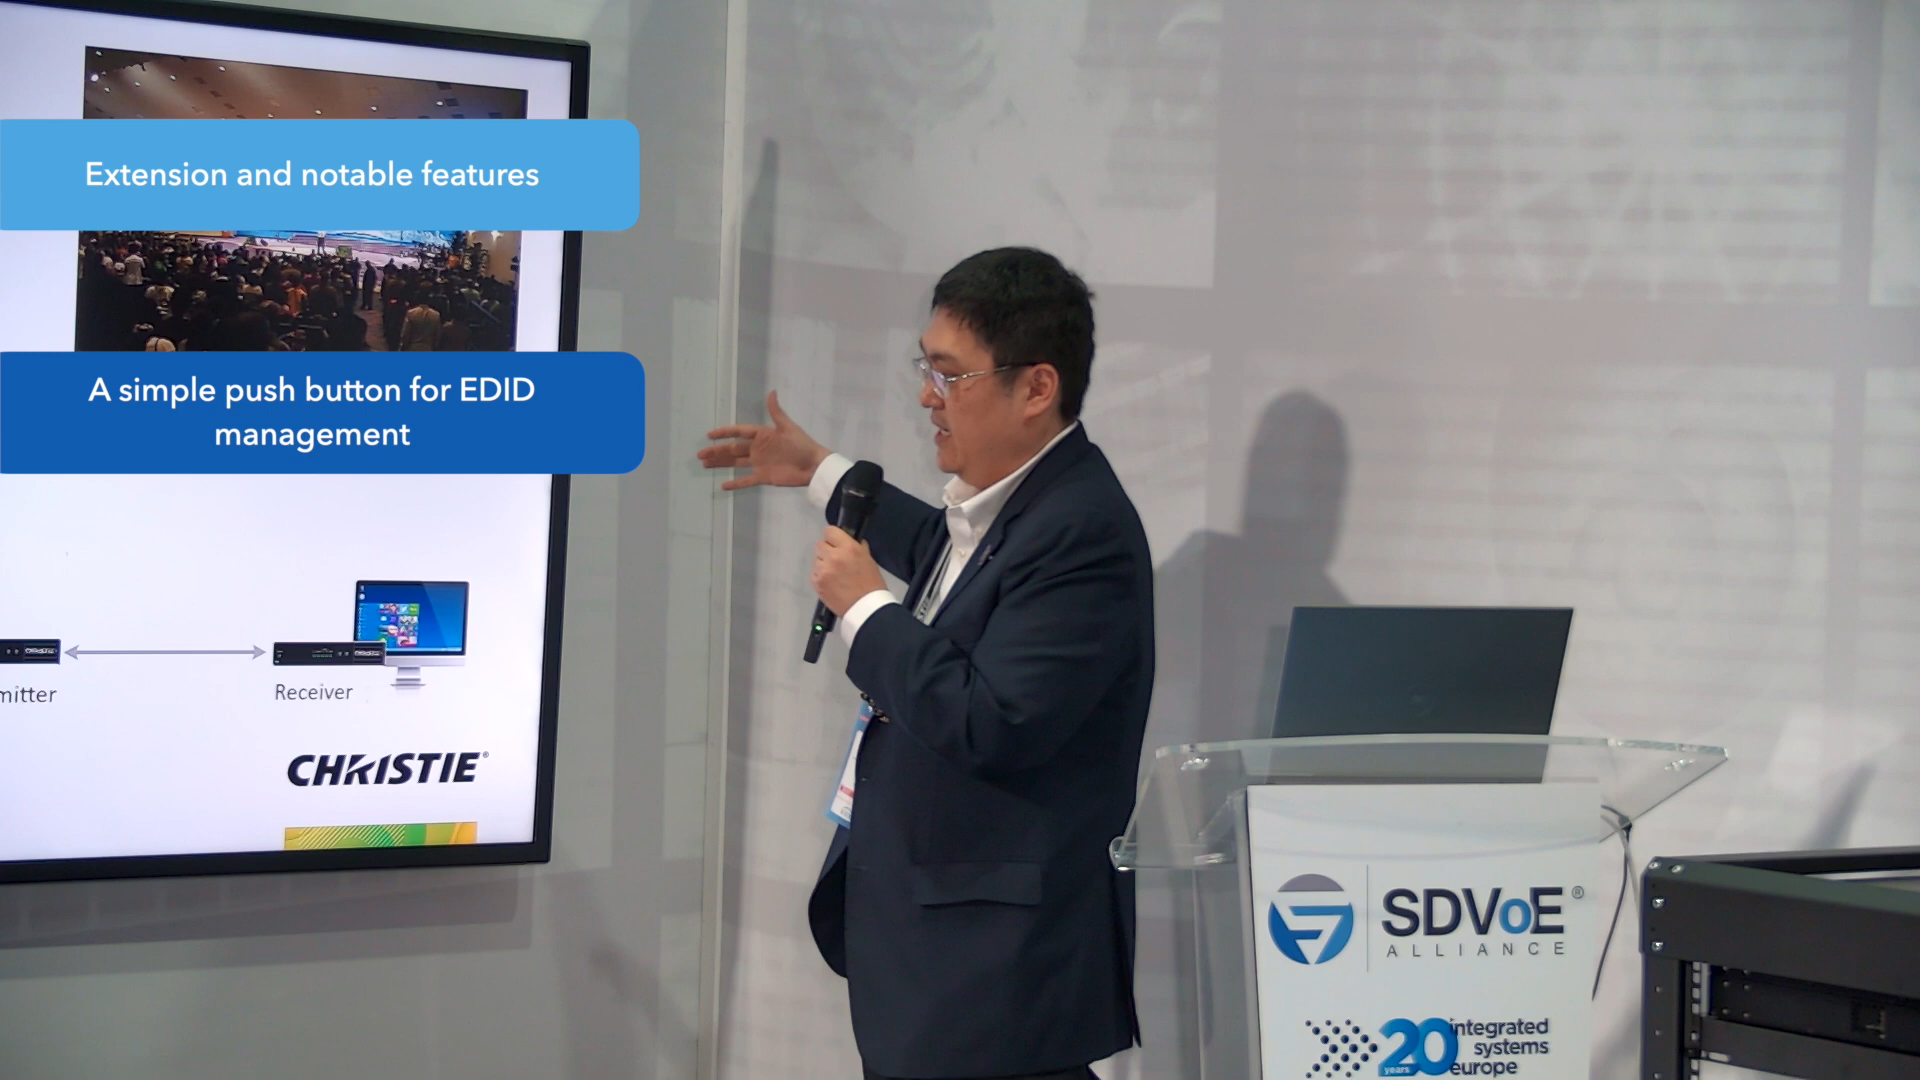 Extension and notable features
A simple push button for EDID
management
CHRISTIE
mitter
Receiver
CHRISTIE®
SDVoE®
ALLIANCE
20
years
integrated
systems
europe